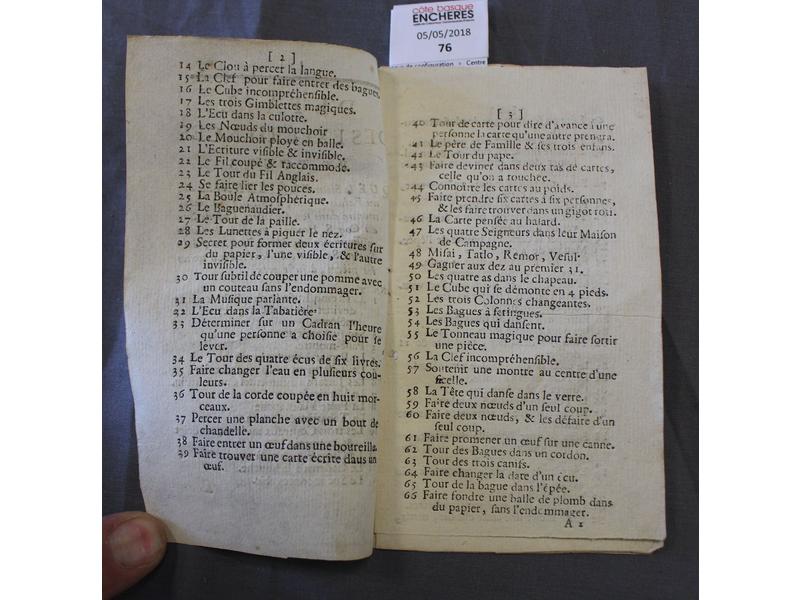 côte basque
ENCHERES
05/05/2018
76
[ 2 ]
14 Le Clou à percer la langue.
15 La Clef pour faire entrer des bagues.
16 Le Cube incompréhensible.
17 Les trois Gimblettes magiques.
18 L'Ecu dans la culotte.
19 Les Nœuds du mouchoir
20 Le Mouchoir ployé en balle.
21 L'Ecriture visible & invisible.
22 Le Fil coupé & raccommodé.
23 Le Tour du Fil Anglais.
24 Se faire lier les pouces.
25 La Boule Atmosphérique.
26 Le Baguenaudier.
27 Le Tour de la paille.
28 Les Lunettes à piquer le nez.
29 Secret pour former deux écritures sur
du papier, l'une visible, & l'autre
invisible.
30 Tour subtil de couper une pomme avec
un couteau sans l'endommager.
31 La Musique parlante.
32 L'Ecu dans la Tabatière.
33 Déterminer sur un Cadran l'heure
qu'une personne a choisie pour se
lever.
34 Le Tour des quatre écus de six livres.
35 Faire changer l'eau en plusieurs cou-
leurs.
36 Tour de la corde coupée en huit mor-
ceaux.
37 Percer une planche avec un bout de
chandelle.
38 Faire entrer un œuf dans une bouteille.
39 Faire trouver une carte écrite dans un
œuf.
[ 3 ]
40 Tour de carte pour dire d'avance à une
personne la carte qu'une autre prendra.
41 Le père de Famille & ses trois enfans.
42 Le Tour du pape.
43 Faire deviner dans deux tas de cartes,
celle qu'on a touchée.
44 Connoître les cartes au poids.
45 Faire prendre six cartes à six personnes,
& les faire trouver dans un gigot roti.
46 La Carte pensée au hasard.
47 Les quatre Seigneurs dans leur Maison
de Campagne.
48 Misai, Tatlo, Remor, Vesul.
49 Gagner aux dez au premier 31.
50 Les quatre as dans le chapeau.
51 Le Cube qui se démonte en 4 pieds.
52 Les trois Colonnes changeantes.
53 Les Bagues à seringues.
54 Les Bagues qui dansent.
55 Le Tonneau magique pour faire sortir
une pièce.
56 La Clef incompréhensible.
57 Soutenir une montre au centre d'une
ficelle.
58 La Tête qui danse dans le verre.
59 Faire deux nœuds d'un seul coup.
60 Faire deux nœuds, & les défaire d'un
seul coup.
61 Faire promener un œuf sur une canne.
62 Tour des Bagues dans un cordon.
63 Tour des trois canifs.
64 Faire changer la date d'un écu.
65 Tour de la bague dans l'épée.
66 Faire fondre une balle de plomb dans
du papier, sans l'endommager.
A 2